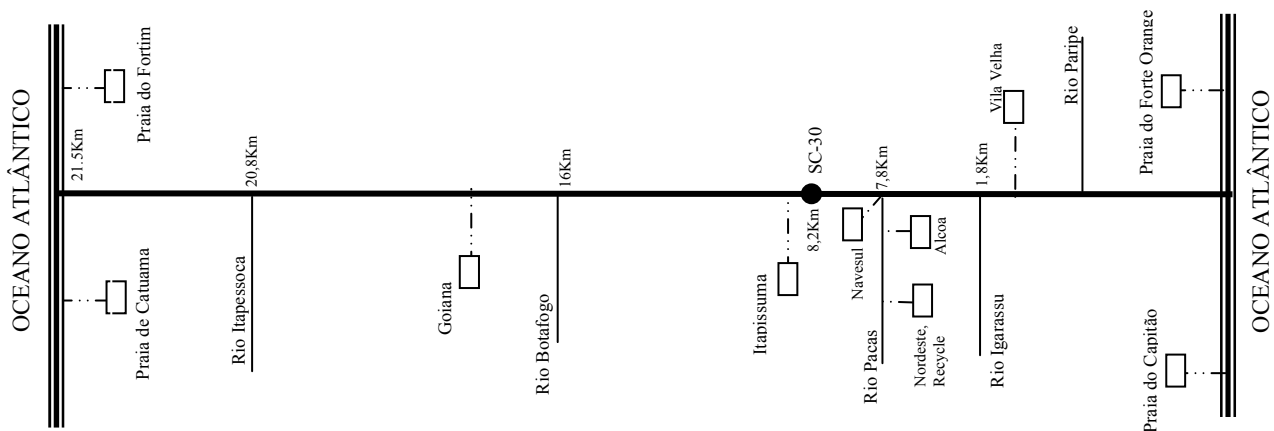 OCEANO ATLÂNTICO
Praia de Catuama
Praia do Fortim
21.5Km
Rio Itapessoca
20,8Km
Goiana
Rio Botafogo
16Km
Itapissuma
8,2Km
SC-30
Navesul
Rio Pacas
7,8Km
Alcoa
Nordeste,
Recycle
Rio Igarassu
1,8Km
Vila Velha
Rio Paripe
Praia do Capitão
Praia do Forte Orange
OCEANO ATLÂNTICO